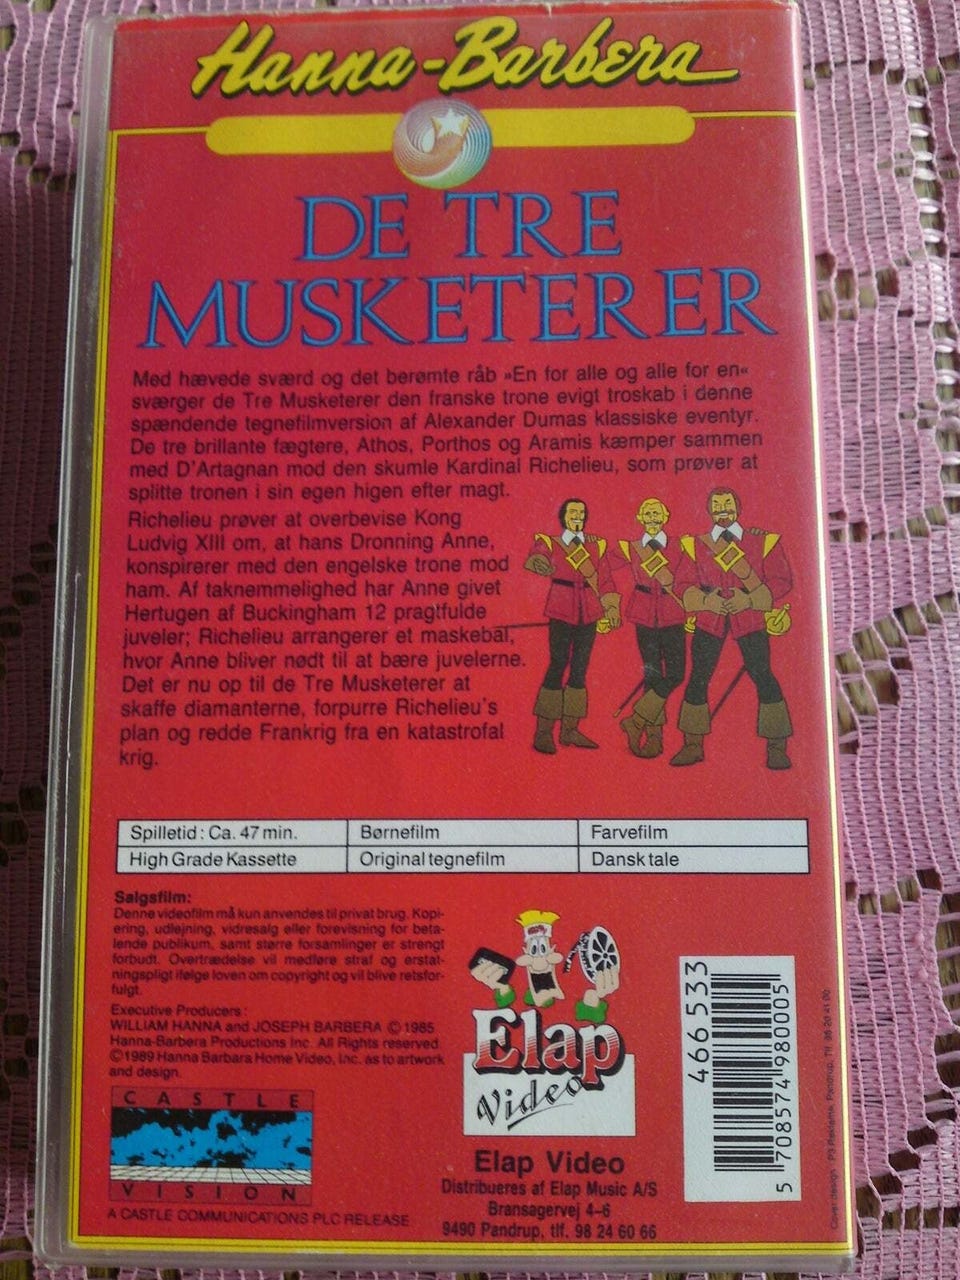 Hanna-Barbera
DE TRE
MUSKETERER
Med hævede sværd og det berømte råb »En for alle og alle for en«
sværger de Tre Musketerer den franske trone evigt troskab i denne
spændende tegnefilmversion af Alexander Dumas klassiske eventyr.
De tre brillante fægtere, Athos, Porthos og Aramis kæmper sammen
med D'Artagnan mod den skumle Kardinal Richelieu, som prøver at
splitte tronen i sin egen higen efter magt.
Richelieu prøver at overbevise Kong
Ludvig XIII om, at hans Dronning Anne,
konspirerer med den engelske trone mod
ham. Af taknemmelighed har Anne givet
Hertugen af Buckingham 12 pragtfulde
juveler; Richelieu arrangerer et maskebal,
hvor Anne bliver nødt til at bære juvelerne.
Det er nu op til de Tre Musketerer at
skaffe diamanterne, forpurre Richelieu's
plan og redde Frankrig fra en katastrofal
krig.
Spilletid: Ca. 47 min. Børnefilm Farvefilm
High Grade Kassette Original tegnefilm Dansk tale
Salgsfilm:
Denne videofilm må kun anvendes til privat brug. Kopi-
ering, udlejning, vidresalg eller forevisning for beta-
lende publikum, samt større forsamlinger er strengt
forbudt. Overtrædelse vil medføre straf og erstat-
ningspligt ifølge loven om copyright og vil blive retsfor-
fulgt.
Executive Producers:
WILLIAM HANNA and JOSEPH BARBERA © 1985
Hanna-Barbera Productions Inc. All Rights reserved.
© 1989 Hanna Barbara Home Video, Inc. as to artwork
and design.
CASTLE
VISION
A CASTLE COMMUNICATIONS PLC RELEASE
Elap
Video
Elap Video
Distribueres af Elap Music A/S
Bransagervej 4-6
9490 Pandrup, tlf. 98 24 60 66
466 533
5 708574 980005
Cover design: P3 Reklame, Pandrup, Tlf.